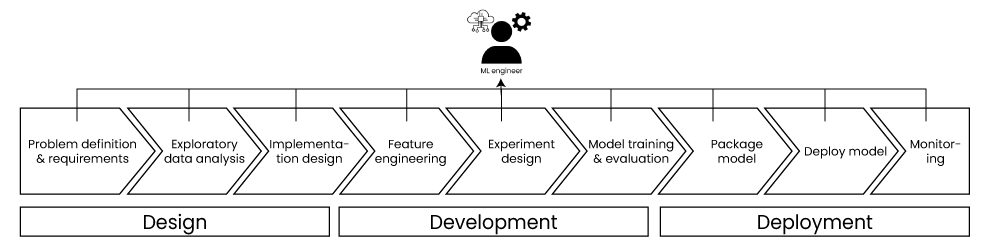 ML engineer
Problem definition
& requirements
Exploratory
data analysis
Implementa-
tion design
Feature
engineering
Experiment
design
Model training
& evaluation
Package
model
Deploy model
Monitor-
ing
Design
Development
Deployment